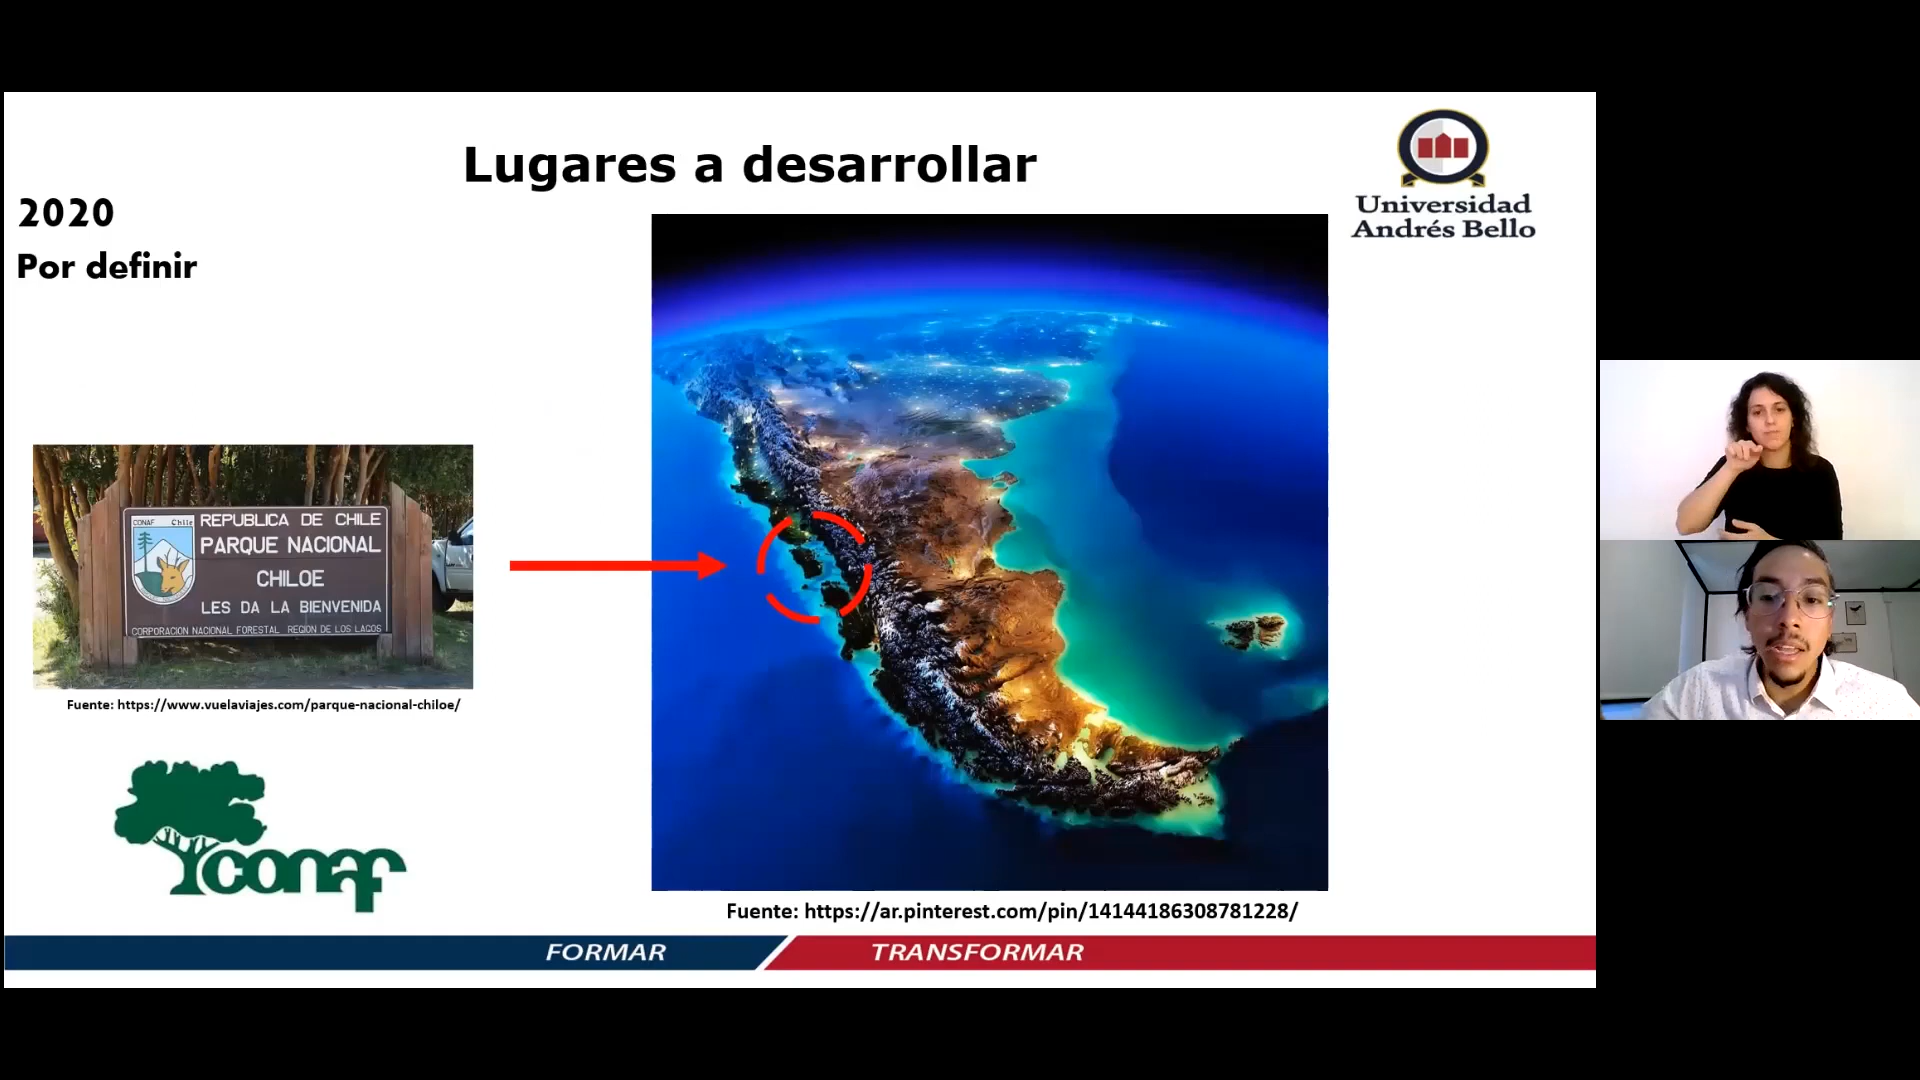 Lugares a desarrollar
Universidad
Andrés Bello
2020
Por definir
CONAF Chile
REPUBLICA DE CHILE
PARQUE NACIONAL
CHILOE
LES DA LA BIENVENIDA
CORPORACION NACIONAL FORESTAL REGION DE LOS LAGOS
Fuente: https://www.vuelaviajes.com/parque-nacional-chiloe/
conaf
Fuente: https://ar.pinterest.com/pin/14144186308781228/
FORMAR
TRANSFORMAR